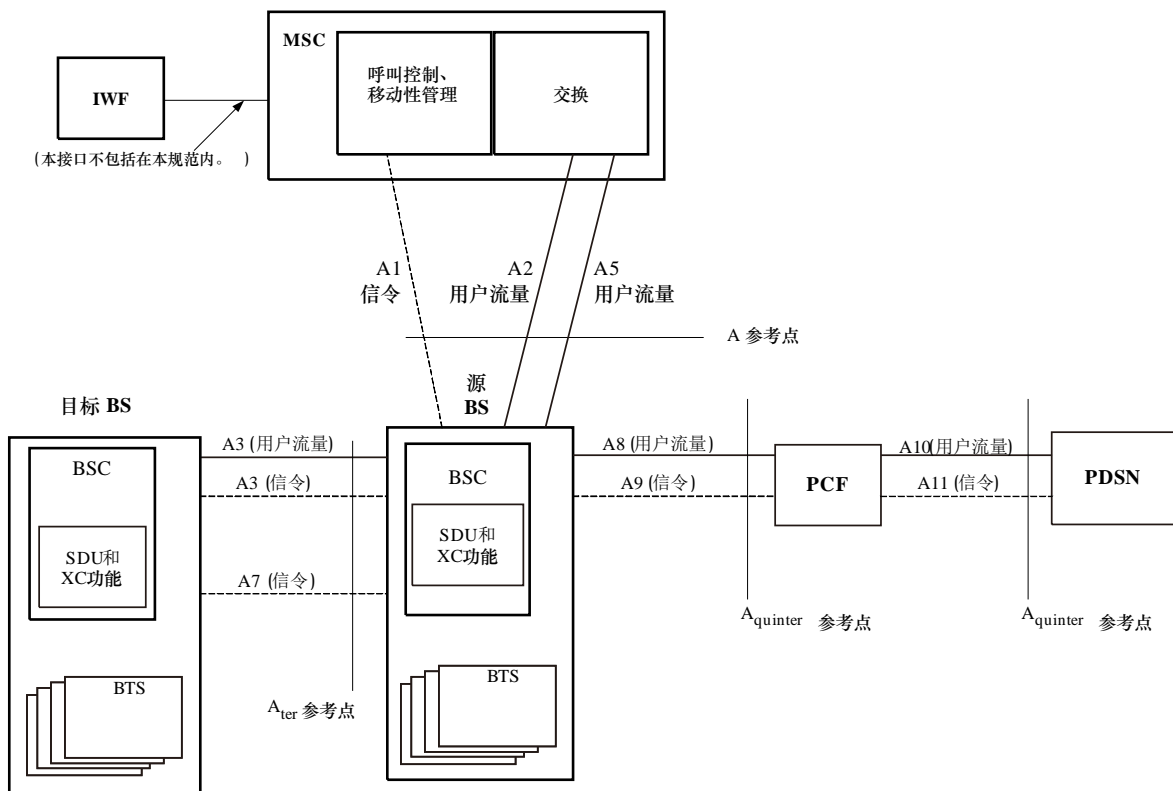 MSC
呼叫控制、
移动性管理
交换
IWF
(本接口不包括在本规范内。 )
A1
信令
A2
用户流量
A5
用户流量
A 参考点
目标 BS
源
BS
BSC
SDU和
XC功能
BTS
A3 (用户流量)
A3 (信令)
A7 (信令)
Ater 参考点
BSC
SDU和
XC功能
BTS
A8 (用户流量)
A9 (信令)
Aquinter 参考点
PCF
A10(用户流量)
A11 (信令)
Aquinter 参考点
PDSN